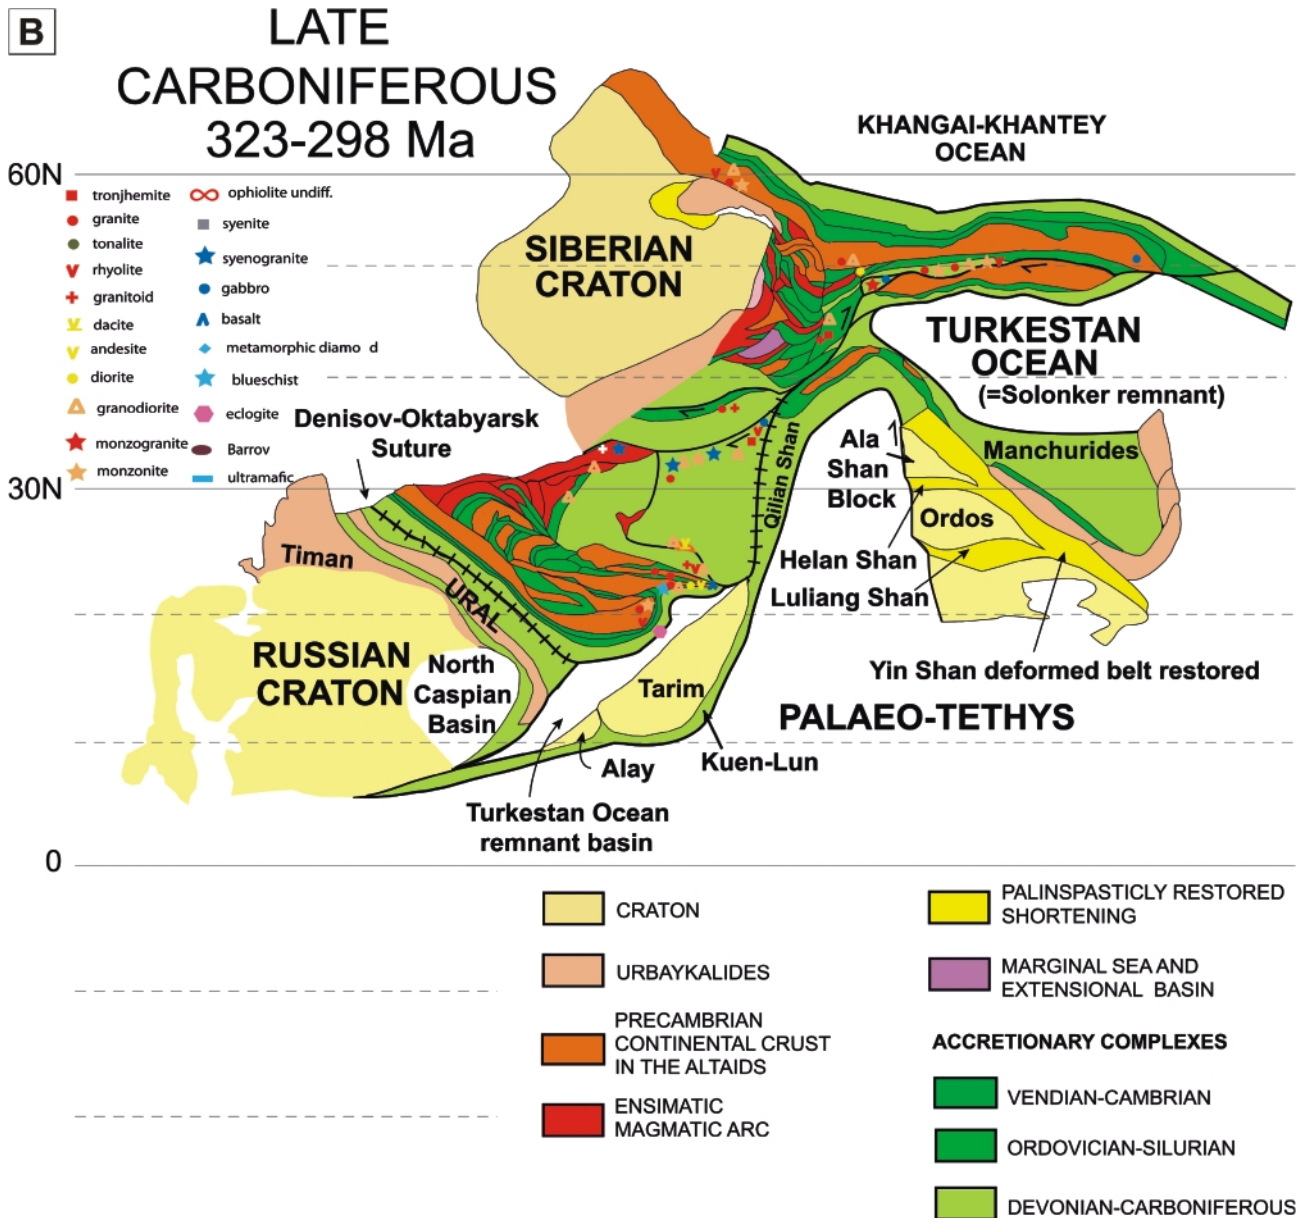 B
LATE
CARBONIFEROUS
323-298 Ma
KHANGAI-KHANTEY
OCEAN
60N
tronjhemite
granite
tonalite
rhyolite
granitoid
dacite
andesite
diorite
granodiorite
monzogranite
monzonite
ophiolite undiff.
syenite
syenogranite
gabbro
basalt
metamorphic diamo d
blueschist
eclogite
Barrov
ultramafic
SIBERIAN
CRATON
TURKESTAN
OCEAN
(=Solonker remnant)
Denisov-Oktabyarsk
Suture
30N
Ala
Shan
Block
Manchurides
Qilian Shan
Ordos
Timan
Helan Shan
Luliang Shan
URAL
RUSSIAN
CRATON
North
Caspian
Basin
Yin Shan deformed belt restored
Tarim
PALAEO-TETHYS
Alay
Kuen-Lun
Turkestan Ocean
remnant basin
0
CRATON
URBAYKALIDES
PRECAMBRIAN
CONTINENTAL CRUST
IN THE ALTAIDS
ENSIMATIC
MAGMATIC ARC
PALINSPASTICLY RESTORED
SHORTENING
MARGINAL SEA AND
EXTENSIONAL BASIN
ACCRETIONARY COMPLEXES
VENDIAN-CAMBRIAN
ORDOVICIAN-SILURIAN
DEVONIAN-CARBONIFEROUS